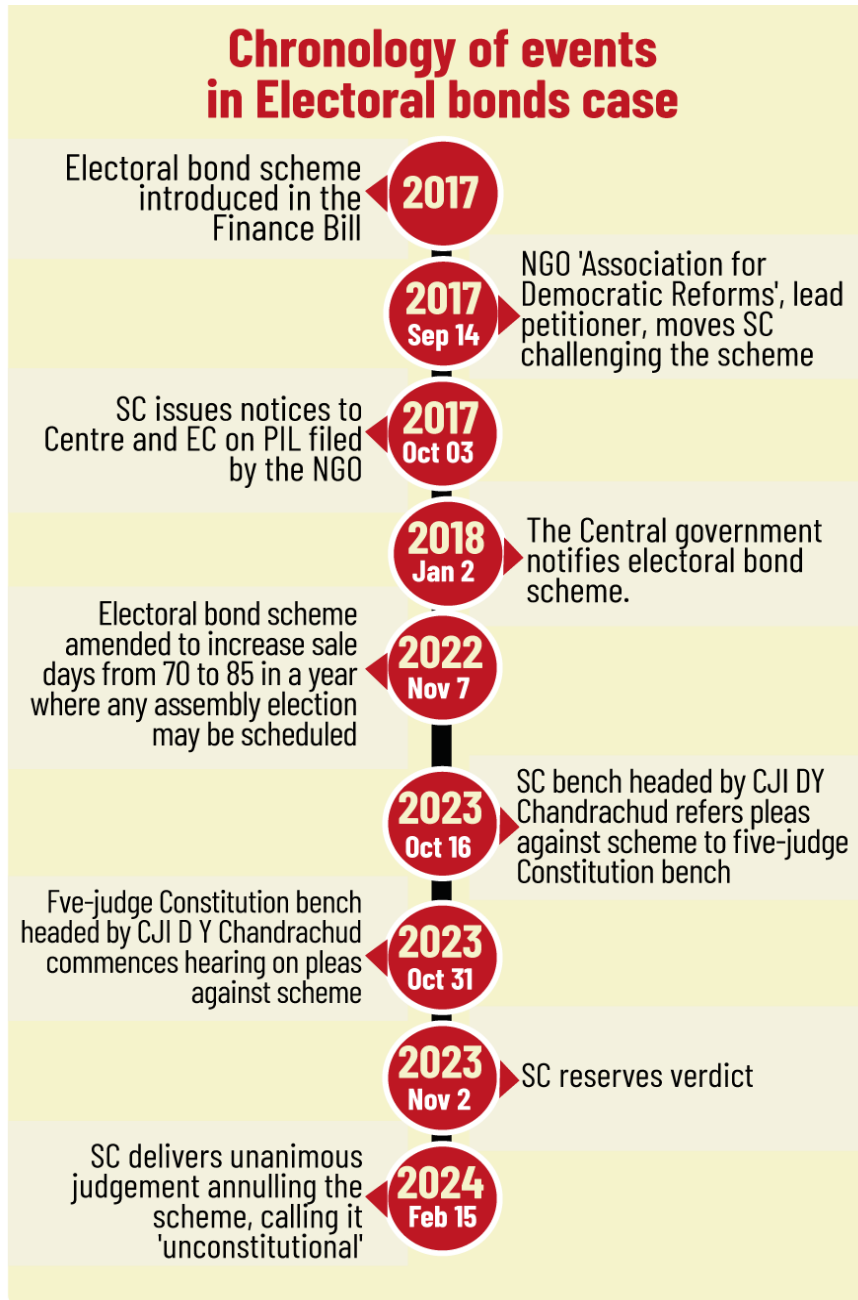 Chronology of events
in Electoral bonds case
Electoral bond scheme
introduced in the
Finance Bill
2017
2017
Sep 14
NGO 'Association for
Democratic Reforms', lead
petitioner, moves SC
challenging the scheme
SC issues notices to
Centre and EC on PIL filed
by the NGO
2017
Oct 03
2018
Jan 2
The Central government
notifies electoral bond
scheme.
Electoral bond scheme
amended to increase sale
days from 70 to 85 in a year
where any assembly election
may be scheduled
2022
Nov 7
2023
Oct 16
SC bench headed by CJI DY
Chandrachud refers pleas
against scheme to five-judge
Constitution bench
Fve-judge Constitution bench
headed by CJI D Y Chandrachud
commences hearing on pleas
against scheme
2023
Oct 31
2023
Nov 2
SC reserves verdict
SC delivers unanimous
judgement annulling the
scheme, calling it
'unconstitutional'
2024
Feb 15